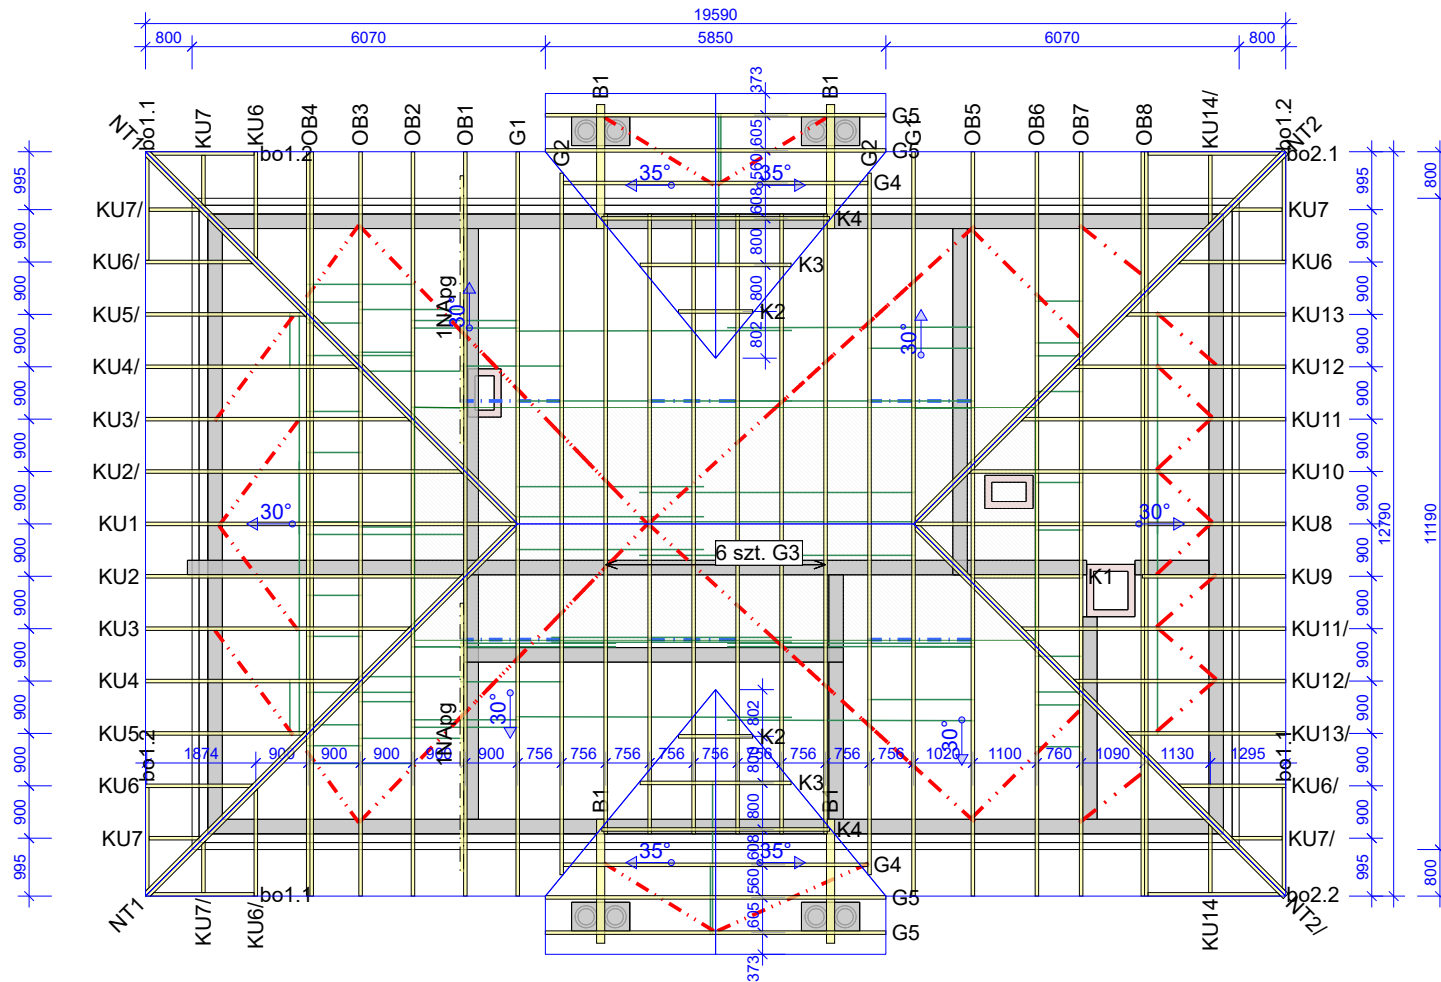 19590
800 6070 5850 6070 800
373
NT1 bo1.1 KU7 KU6 OB4 OB3 OB2 OB1 G1 G2 B1 B1 G2 G1 OB5 OB6 OB7 OB8 KU14/ bo1.2 NT2
bo1.2 G5 G5 bo2.1
605 560 608 800 800 802
35° 35° G4
K4
K3
K2
995 KU7/ KU7 995 800
900 KU6/ KU6 900
900 KU5/ KU13 900
900 KU4/ KU12 900
900 KU3/ KU11 900
900 KU2/ KU10 900
900 KU1 KU8 900
900 KU2 KU9 900
900 KU3 KU11/ 900
900 KU4 KU12/ 900
900 KU5 KU13/ 900
900 KU6 KU6/ 900
995 KU7 KU7/ 995 800
12790 11190
1NApg 30° 30°
30° 30°
6 szt. G3
K1
1NApg 30° 30°
bo1.2 1874 900 900 900 900 900 756 756 756 756 756 756 756 756 756 1020 1100 760 1090 1130 1295 bo1.1
802 800 800 608 560 605 373
K2
K3
B1 B1 K4
35° 35° G4
bo1.1 G5 bo2.2
G5
NT1 KU7/ KU6/ KU14 NT2/